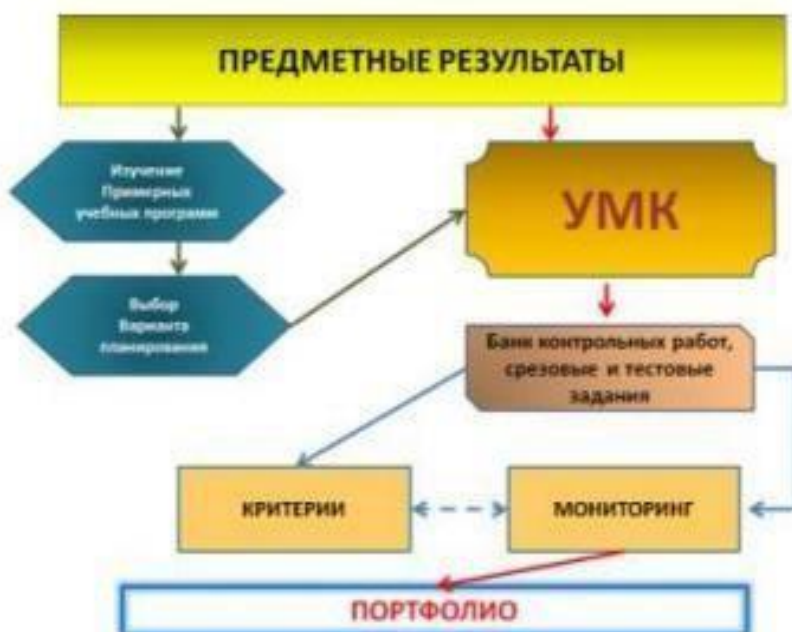 ПРЕДМЕТНЫЕ РЕЗУЛЬТАТЫ
Изучение
Примерных
учебных программ
УМК
Выбор
Варианта
планирования
Банк контрольных работ,
срезовые и тестовые
задания
КРИТЕРИИ
МОНИТОРИНГ
ПОРТФОЛИО